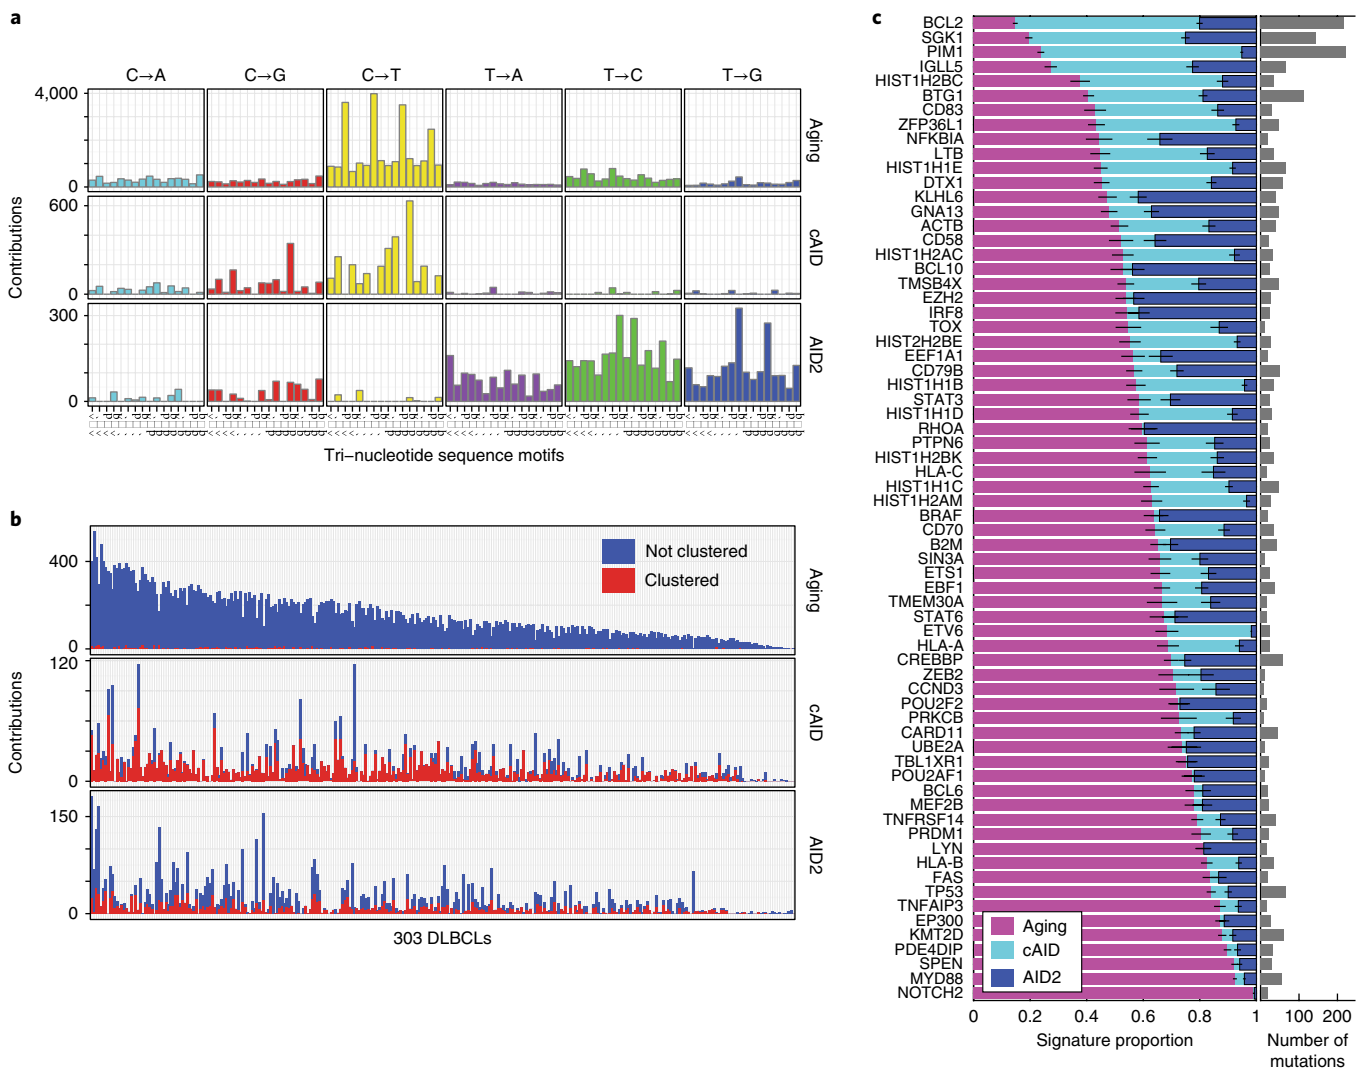 a
C→A C→G C→T T→A T→C T→G
4,000
0
Aging
600
0
cAID
300
0
AID2
Contributions
Tri−nucleotide sequence motifs
b
400
0
Aging
Not clustered
Clustered
120
0
cAID
150
0
AID2
Contributions
303 DLBCLs
c
BCL2
SGK1
PIM1
IGLL5
HIST1H2BC
BTG1
CD83
ZFP36L1
NFKBIA
LTB
HIST1H1E
DTX1
KLHL6
GNA13
ACTB
CD58
HIST1H2AC
BCL10
TMSB4X
EZH2
IRF8
TOX
HIST2H2BE
EEF1A1
CD79B
HIST1H1B
STAT3
HIST1H1D
RHOA
PTPN6
HIST1H2BK
HLA-C
HIST1H1C
HIST1H2AM
BRAF
CD70
B2M
SIN3A
ETS1
EBF1
TMEM30A
STAT6
ETV6
HLA-A
CREBBP
ZEB2
CCND3
POU2F2
PRKCB
CARD11
UBE2A
TBL1XR1
POU2AF1
BCL6
MEF2B
TNFRSF14
PRDM1
LYN
HLA-B
FAS
TP53
TNFAIP3
EP300
KMT2D
PDE4DIP
SPEN
MYD88
NOTCH2
Aging
cAID
AID2
0 0.2 0.4 0.6 0.8 1
Signature proportion
100 200
Number of
mutations